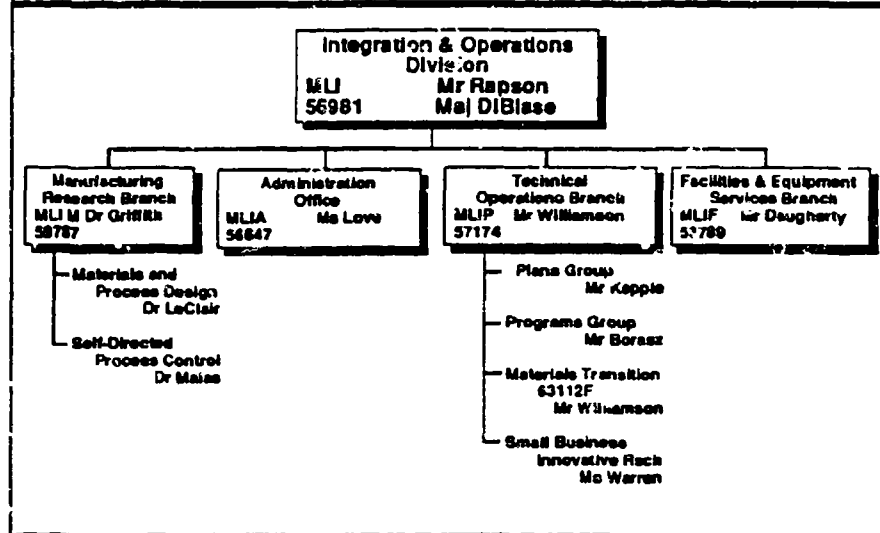 Integration & Operations
Division
MLI Mr Rapson
56981 Maj DiBlase
Manufacturing
Research Branch
MLIM Dr Griffith
Administration
Office
MLIA Ms Love
56647
Technical
Operations Branch
MLIP Mr Williamson
57174
Facilities & Equipment
Services Branch
MLIF Mr Daugherty
Materials and
Process Design
Dr LeClair
Self-Directed
Process Control
Dr Malas
Plans Group
Mr Kepple
Programs Group
Mr Borasz
Materials Transition
63112F
Mr Williamson
Small Business
Innovative Rsch
Ms Warren